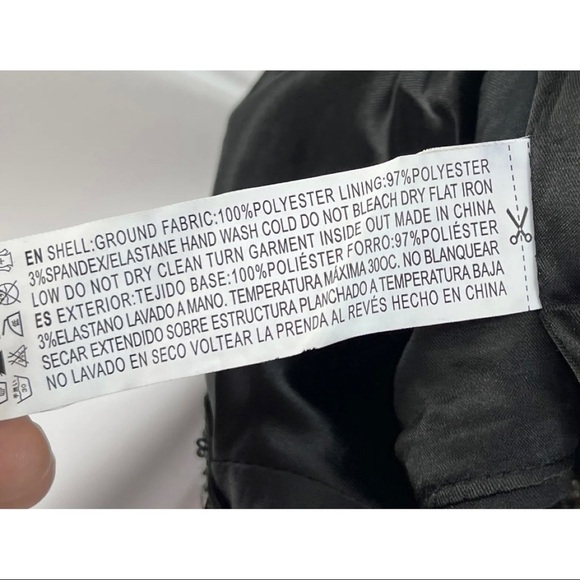 EN SHELL:GROUND FABRIC:100%POLYESTER LINING:97%POLYESTER
3%SPANDEX/ELASTANE HAND WASH COLD DO NOT BLEACH DRY FLAT IRON
LOW DO NOT DRY CLEAN TURN GARMENT INSIDE OUT MADE IN CHINA
ES EXTERIOR:TEJIDO BASE:100%POLIÉSTER FORRO:97%POLIÉSTER
3%ELASTANO LAVADO A MANO. TEMPERATURA MÁXIMA 30OC. NO BLANQUEAR
SECAR EXTENDIDO SOBRE ESTRUCTURA PLANCHADO A TEMPERATURA BAJA
NO LAVADO EN SECO VOLTEAR LA PRENDA AL REVÉS HECHO EN CHINA